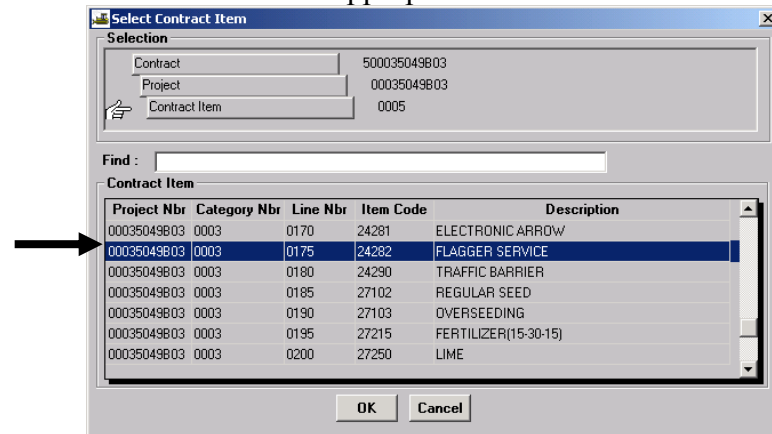 Select Contract Item
Selection
Contract 500035049B03
Project 00035049B03
Contract Item 0005
Find :
Contract Item
Project Nbr Category Nbr Line Nbr Item Code Description
00035049B03 0003 0170 24281 ELECTRONIC ARROW
00035049B03 0003 0175 24282 FLAGGER SERVICE
00035049B03 0003 0180 24290 TRAFFIC BARRIER
00035049B03 0003 0185 27102 REGULAR SEED
00035049B03 0003 0190 27103 OVERSEEDING
00035049B03 0003 0195 27215 FERTILIZER(15-30-15)
00035049B03 0003 0200 27250 LIME
OK Cancel